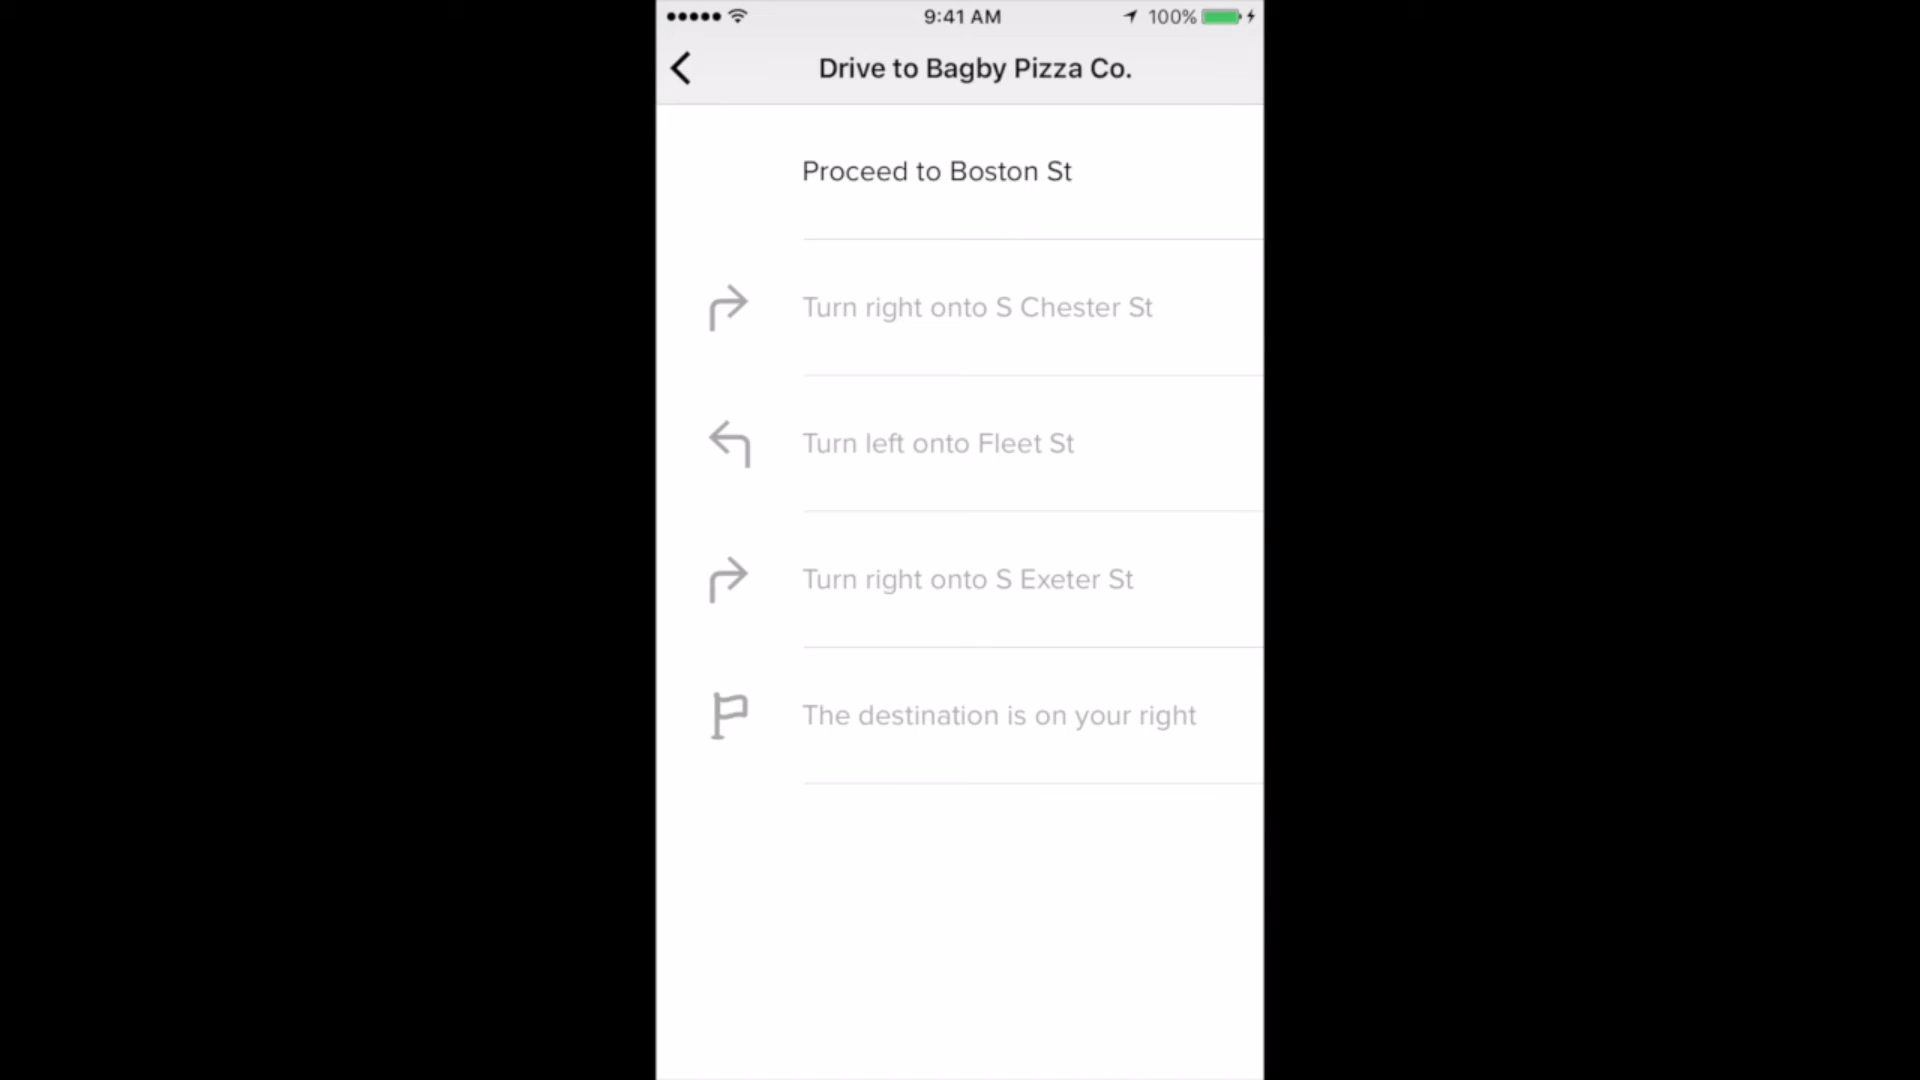 9:41 AM
100%
Drive to Bagby Pizza Co.
Proceed to Boston St
Turn right onto S Chester St
Turn left onto Fleet St
Turn right onto S Exeter St
The destination is on your right